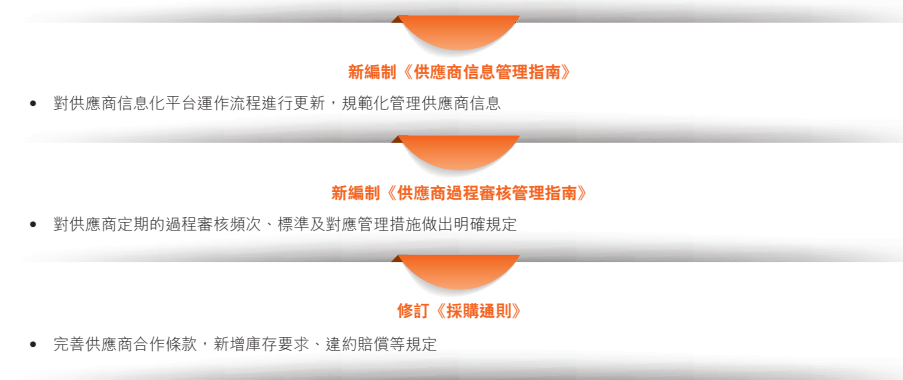 新編制《供應商信息管理指南》
• 對供應商信息化平台運作流程進行更新，規範化管理供應商信息
新編制《供應商過程審核管理指南》
• 對供應商定期的過程審核頻次、標準及對應管理措施做出明確規定
修訂《採購通則》
• 完善供應商合作條款，新增庫存要求、違約賠償等規定